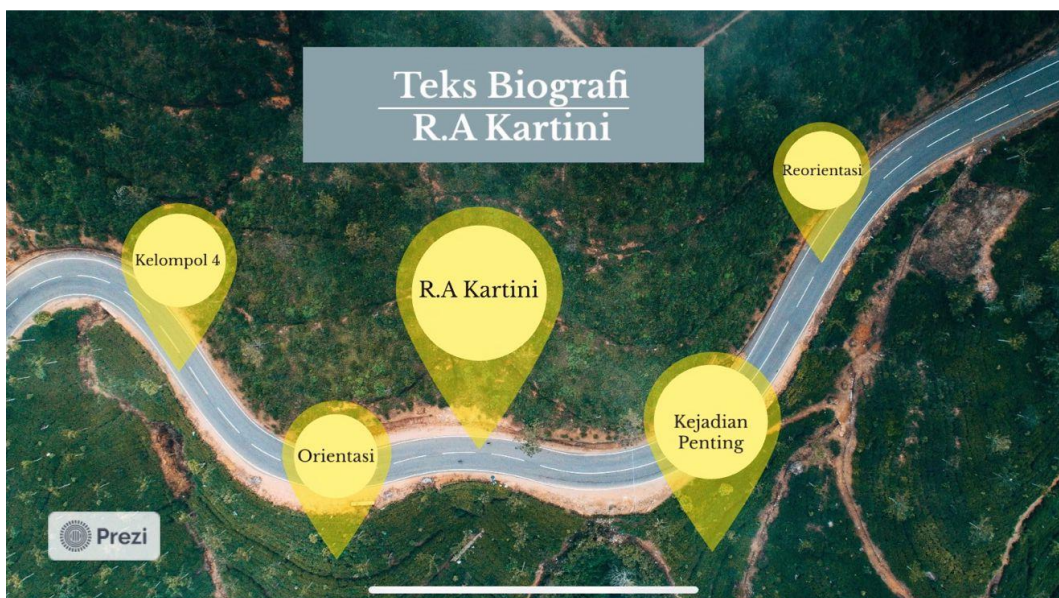 Teks Biografi
R.A Kartini
Kelompol 4
Orientasi
R.A Kartini
Kejadian
Penting
Reorientasi
Prezi